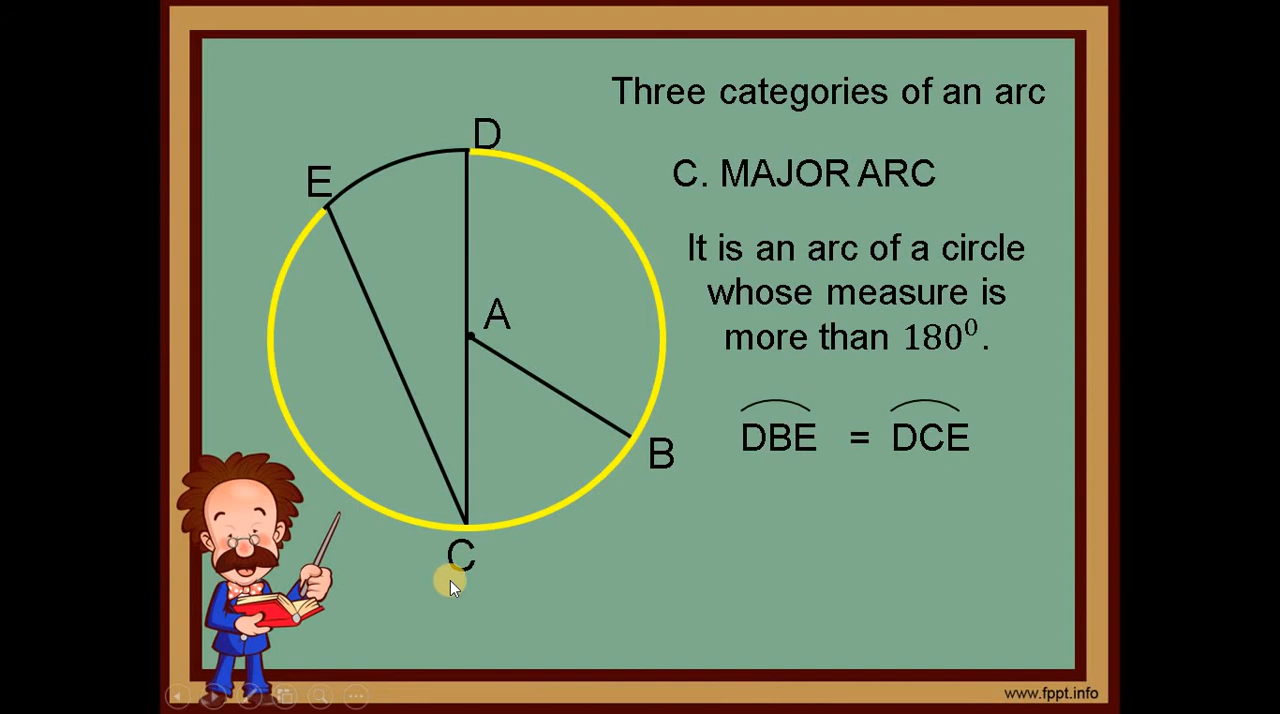 Three categories of an arc
D
E
C. MAJOR ARC
It is an arc of a circle
whose measure is
more than 180⁰.
A
DBE = DCE
B
C
www.fppt.info